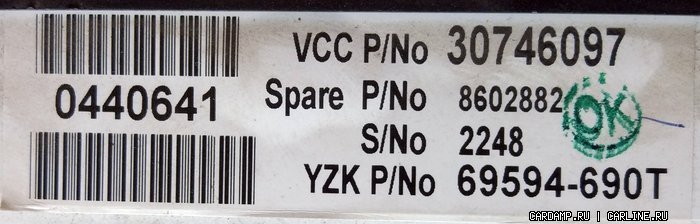 VCC P/No 30746097
0440641
Spare P/No 8602882
OK
S/No 2248
YZK P/No 69594-690T
CARDAMP.RU | CARLINE.RU